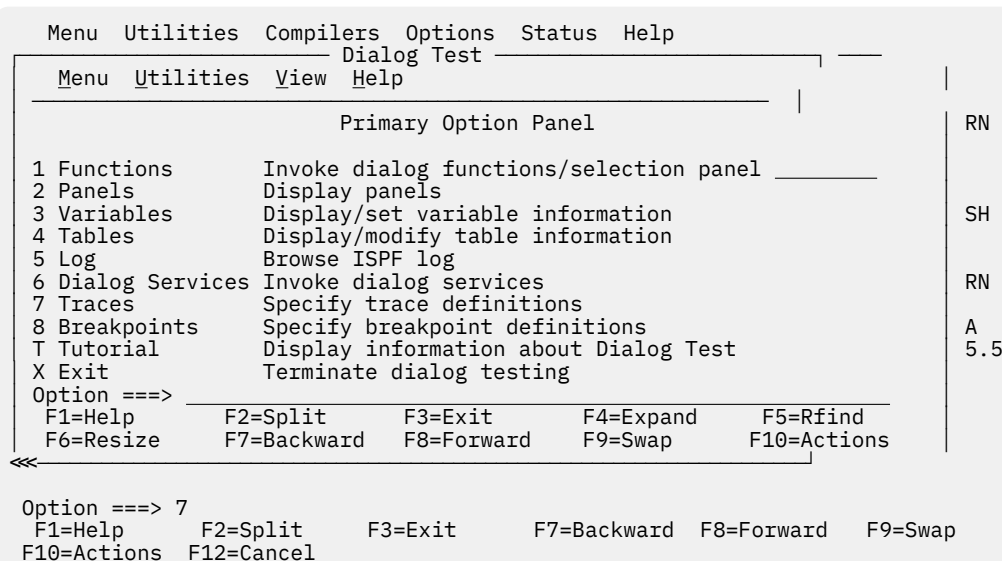 Menu Utilities Compilers Options Status Help
Dialog Test
Menu Utilities View Help
Primary Option Panel RN
1 Functions Invoke dialog functions/selection panel
2 Panels Display panels
3 Variables Display/set variable information SH
4 Tables Display/modify table information
5 Log Browse ISPF log
6 Dialog Services Invoke dialog services RN
7 Traces Specify trace definitions
8 Breakpoints Specify breakpoint definitions A
T Tutorial Display information about Dialog Test 5.5
X Exit Terminate dialog testing
Option ===>
F1=Help F2=Split F3=Exit F4=Expand F5=Rfind
F6=Resize F7=Backward F8=Forward F9=Swap F10=Actions
<<<
Option ===> 7
F1=Help F2=Split F3=Exit F7=Backward F8=Forward F9=Swap
F10=Actions F12=Cancel